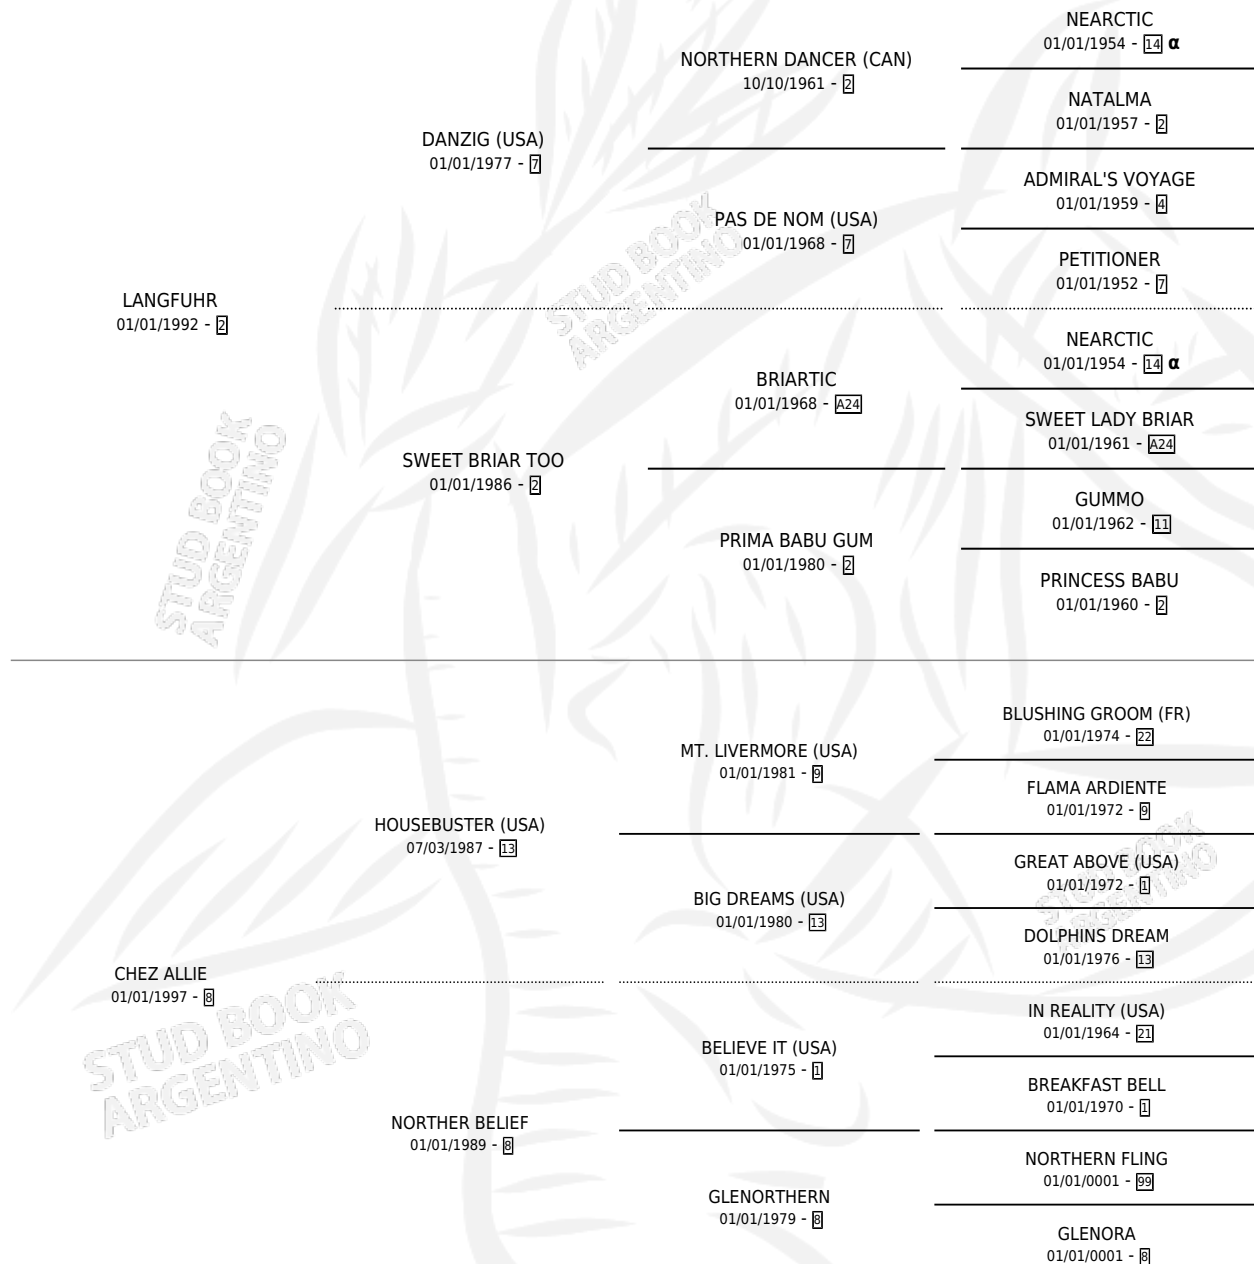 NEARCTIC
01/01/1954 - 14 α
NORTHERN DANCER (CAN)
10/10/1961 - 2
NATALMA
01/01/1957 - 2
DANZIG (USA)
01/01/1977 - 7
ADMIRAL'S VOYAGE
01/01/1959 - 4
PAS DE NOM (USA)
01/01/1968 - 7
PETITIONER
01/01/1952 - 7
LANGFUHR
01/01/1992 - 2
NEARCTIC
01/01/1954 - 14 α
BRIARTIC
01/01/1968 - A24
SWEET LADY BRIAR
01/01/1961 - A24
SWEET BRIAR TOO
01/01/1986 - 2
GUMMO
01/01/1962 - 11
PRIMA BABU GUM
01/01/1980 - 2
PRINCESS BABU
01/01/1960 - 2
BLUSHING GROOM (FR)
01/01/1974 - 22
MT. LIVERMORE (USA)
01/01/1981 - 9
FLAMA ARDIENTE
01/01/1972 - 9
HOUSEBUSTER (USA)
07/03/1987 - 13
GREAT ABOVE (USA)
01/01/1972 - 1
BIG DREAMS (USA)
01/01/1980 - 13
DOLPHINS DREAM
01/01/1976 - 13
CHEZ ALLIE
01/01/1997 - 8
IN REALITY (USA)
01/01/1964 - 21
BELIEVE IT (USA)
01/01/1975 - 1
BREAKFAST BELL
01/01/1970 - 1
NORTHER BELIEF
01/01/1989 - 8
NORTHERN FLING
01/01/0001 - 99
GLENORTHERN
01/01/1979 - 8
GLENORA
01/01/0001 - 8
STUD BOOK
ARGENTINO
STUD BOOK
ARGENTINO
STUD BOOK
ARGENTINO
STUD BOOK
ARGENTINO